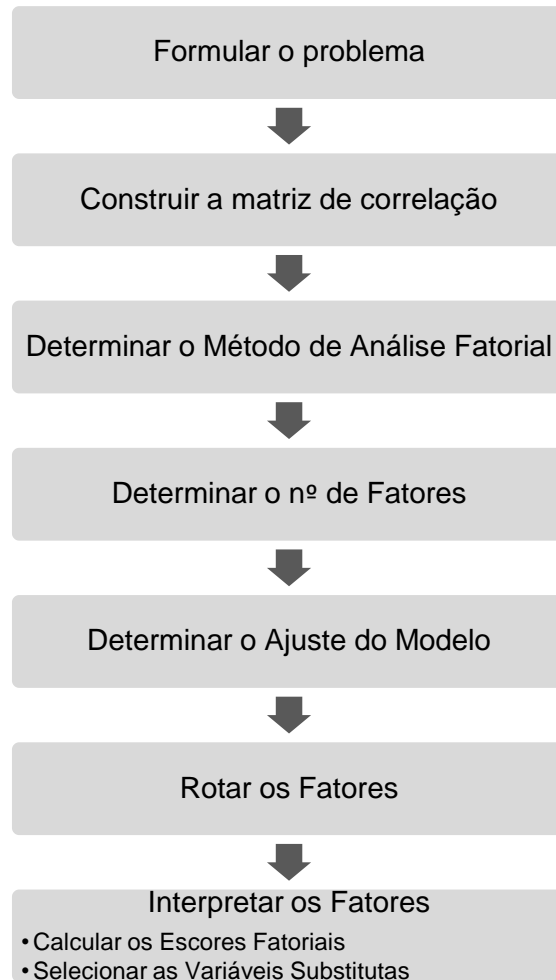 Formular o problema
Construir a matriz de correlação
Determinar o Método de Análise Fatorial
Determinar o nº de Fatores
Determinar o Ajuste do Modelo
Rotar os Fatores
Interpretar os Fatores
• Calcular os Escores Fatoriais
• Selecionar as Variáveis Substitutas